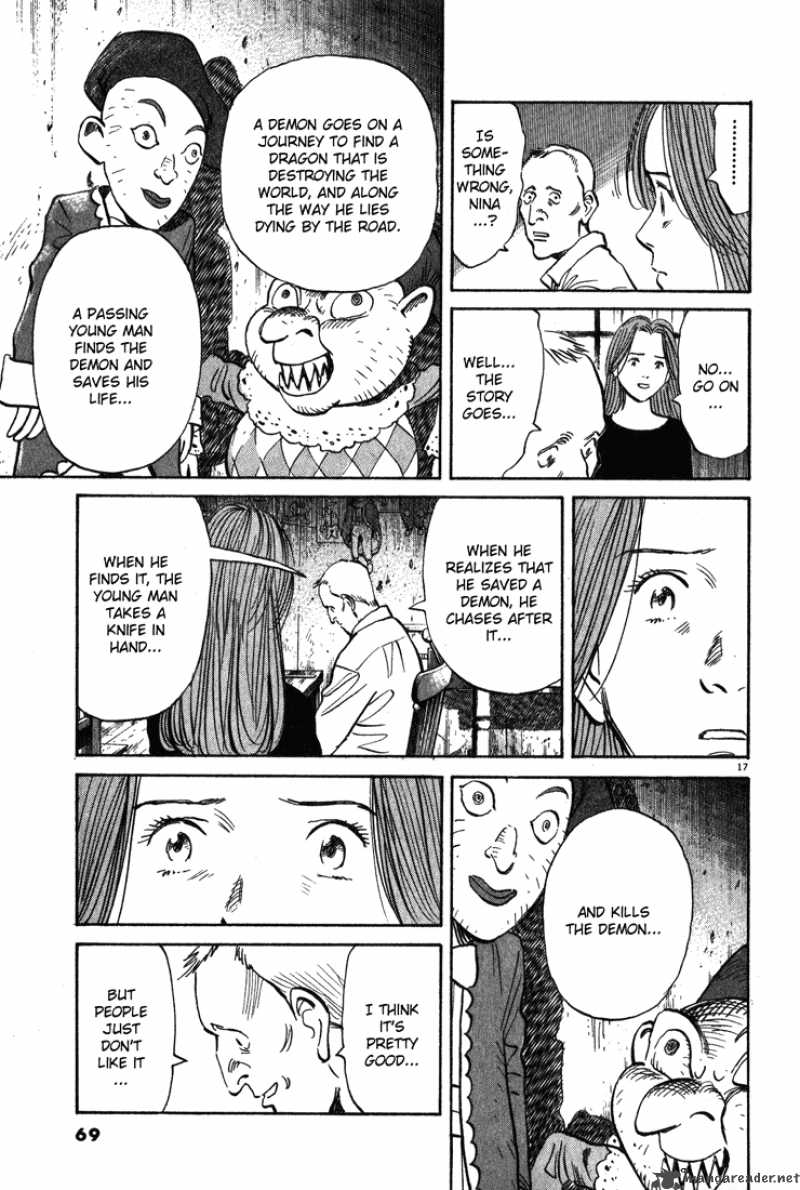 .........
IS
SOME-
THING
WRONG,
NINA
...?
NO...
GO ON
...
WELL...
THE
STORY
GOES...
A DEMON GOES ON A
JOURNEY TO FIND A
DRAGON THAT IS
DESTROYING THE
WORLD, AND ALONG
THE WAY HE LIES
DYING BY THE ROAD.
A PASSING
YOUNG MAN
FINDS THE
DEMON AND
SAVES HIS
LIFE...
WHEN HE
REALIZES THAT
HE SAVED A
DEMON, HE
CHASES AFTER
IT...
WHEN HE
FINDS IT, THE
YOUNG MAN
TAKES A
KNIFE IN
HAND...
17
AND KILLS
THE DEMON...
I THINK
IT'S
PRETTY
GOOD...
BUT
PEOPLE
JUST
DON'T
LIKE IT
...
69
mangareader.net